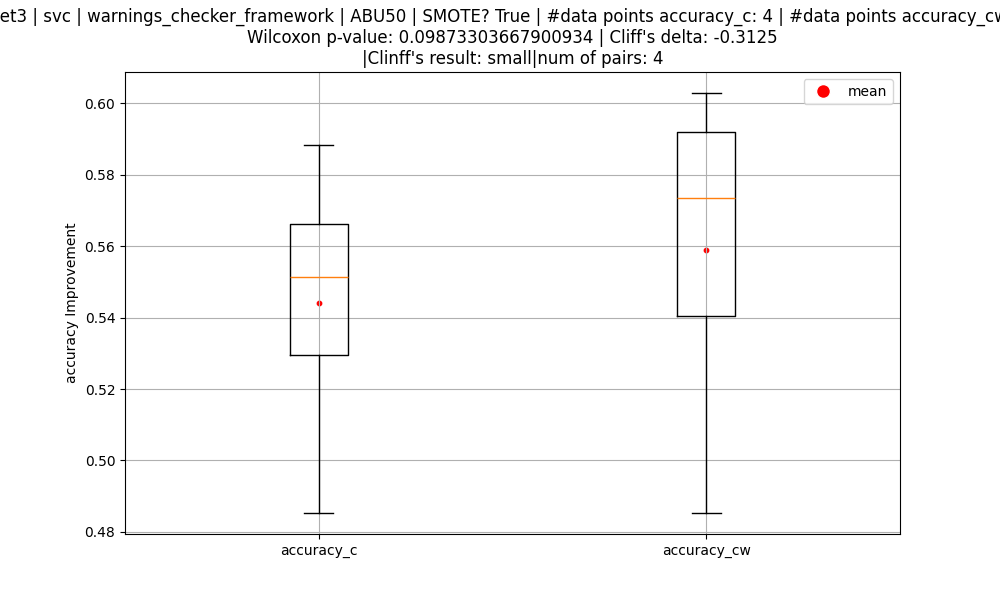 et3 | svc | warnings_checker_framework | ABU50 | SMOTE? True | #data points accuracy_c: 4 | #data points accuracy_cw
Wilcoxon p-value: 0.09873303667900934 | Cliff's delta: -0.3125
|Clinff's result: small|num of pairs: 4
mean
0.60
0.58
0.56
0.54
0.52
0.50
0.48
accuracy Improvement
accuracy_c
accuracy_cw